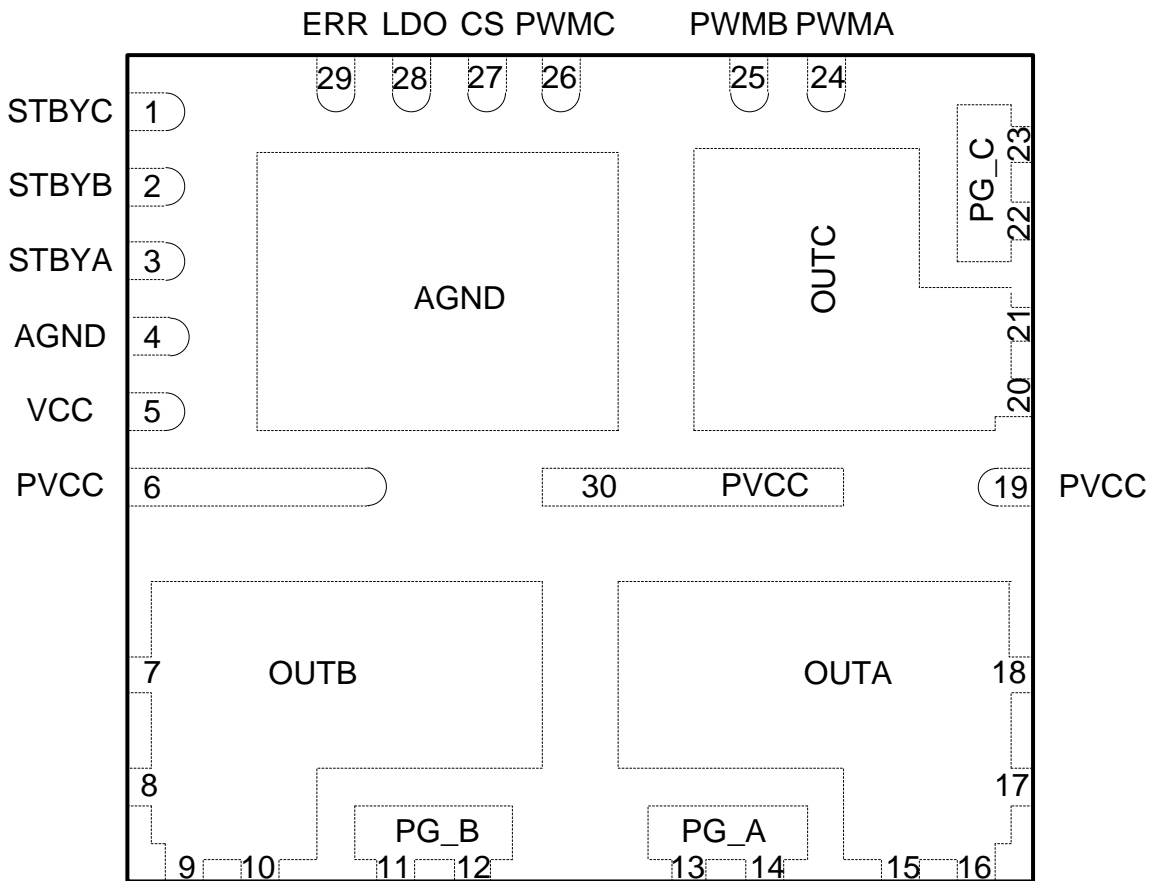 ERR LDO CS PWMC PWMB PWMA
29 28 27 26 25 24
STBYC 1
23
PG_C
STBYB 2
22
STBYA 3
OUTC
AGND
21
AGND 4
20
VCC 5
PVCC 6 30 PVCC 19 PVCC
7 OUTB OUTA 18
8 17
PG_B PG_A
9 10 11 12 13 14 15 16